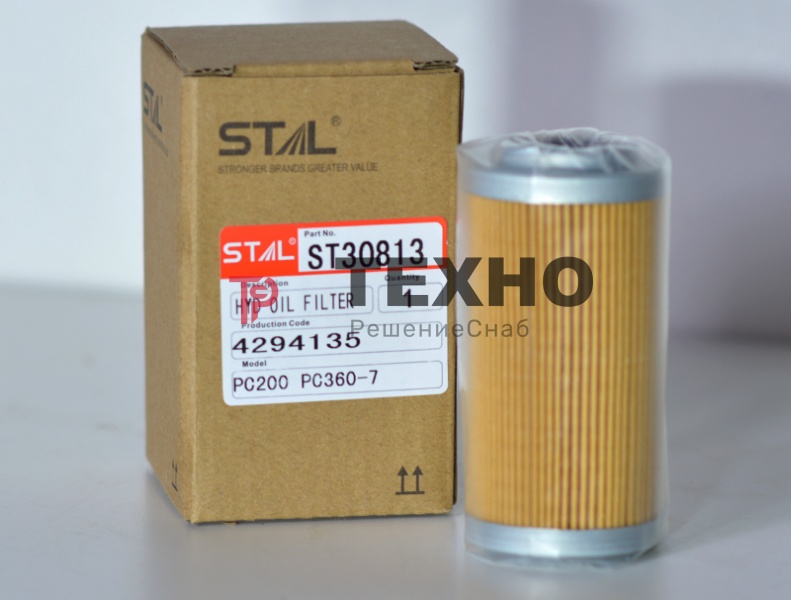 STAL®
STRONGER BRANDS GREATER VALUE
STAL®
Part No.
ST30813
Description
Quantity
HYD OIL FILTER
1
Production Code
4294135
Model
PC200 PC360-7
ТЕХНО
РешениеСнаб